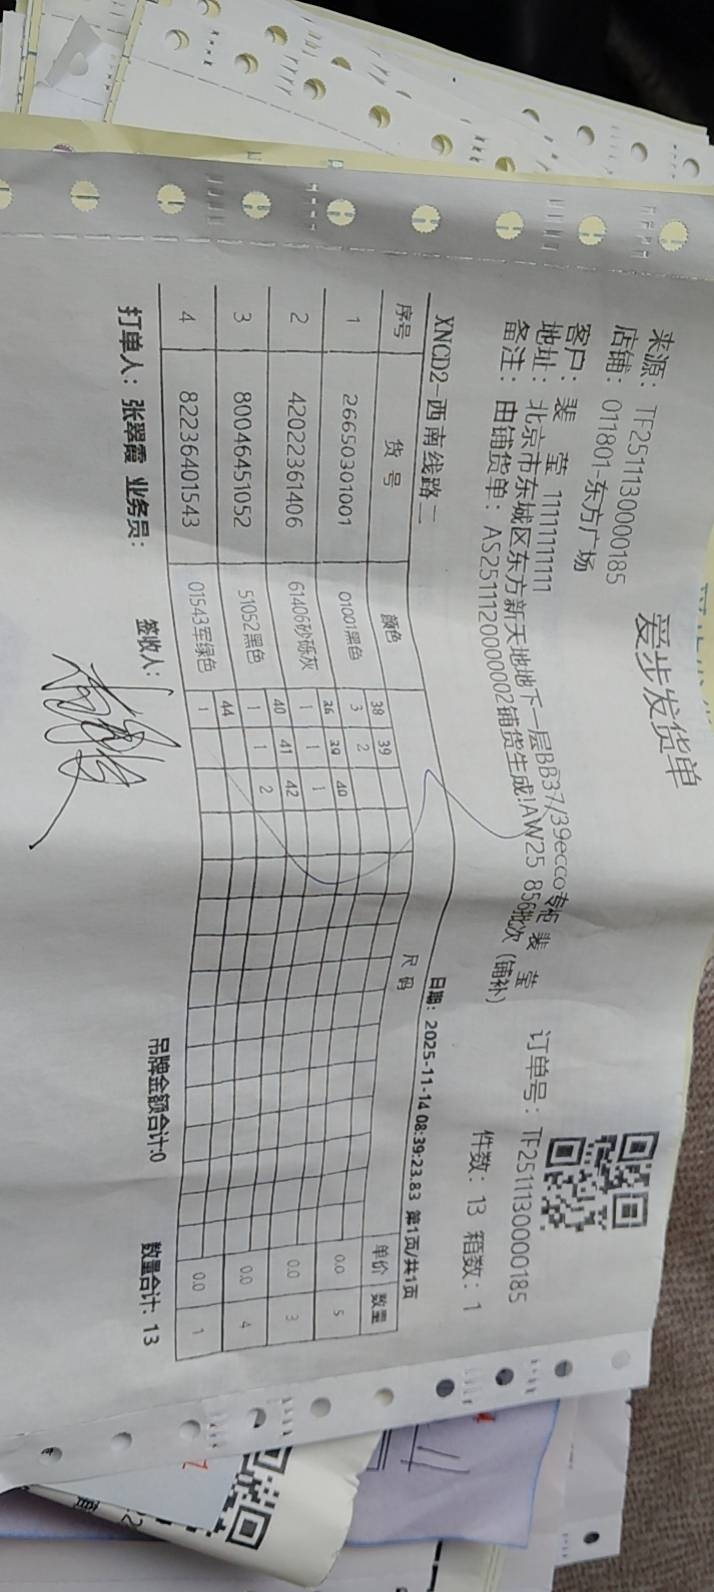 爱步发货单
来源：TF2511130000185
店铺：011801-东方广场
客户：裴 莹 1111111111
订单号：TF2511130000185
地址：北京市东城区东方新天地地下一层BB37/39ecco专柜 裴 莹
备注：由铺货单：AS2511120000002铺货生成!AW25 856批次（铺补）
件数：13 箱数：1
XNCD2-西南线路二
日期：2025-11-14 08:39:23.83 第1页/共1页
序号 货号 颜色 尺码 单价 数量
38 39
1 26650301001 01001黑色 3 2 0.0 5
36 39 40
2 42022361406 61406砂砾灰 1 1 1 0.0 3
40 41 42
3 80046451052 51052黑色 1 1 2 0.0 4
44
4 82236401543 01543军绿色 1 0.0 1
打单人：张翠霞 业务员： 签收人： 吊牌金额合计:0 数量合计: 13